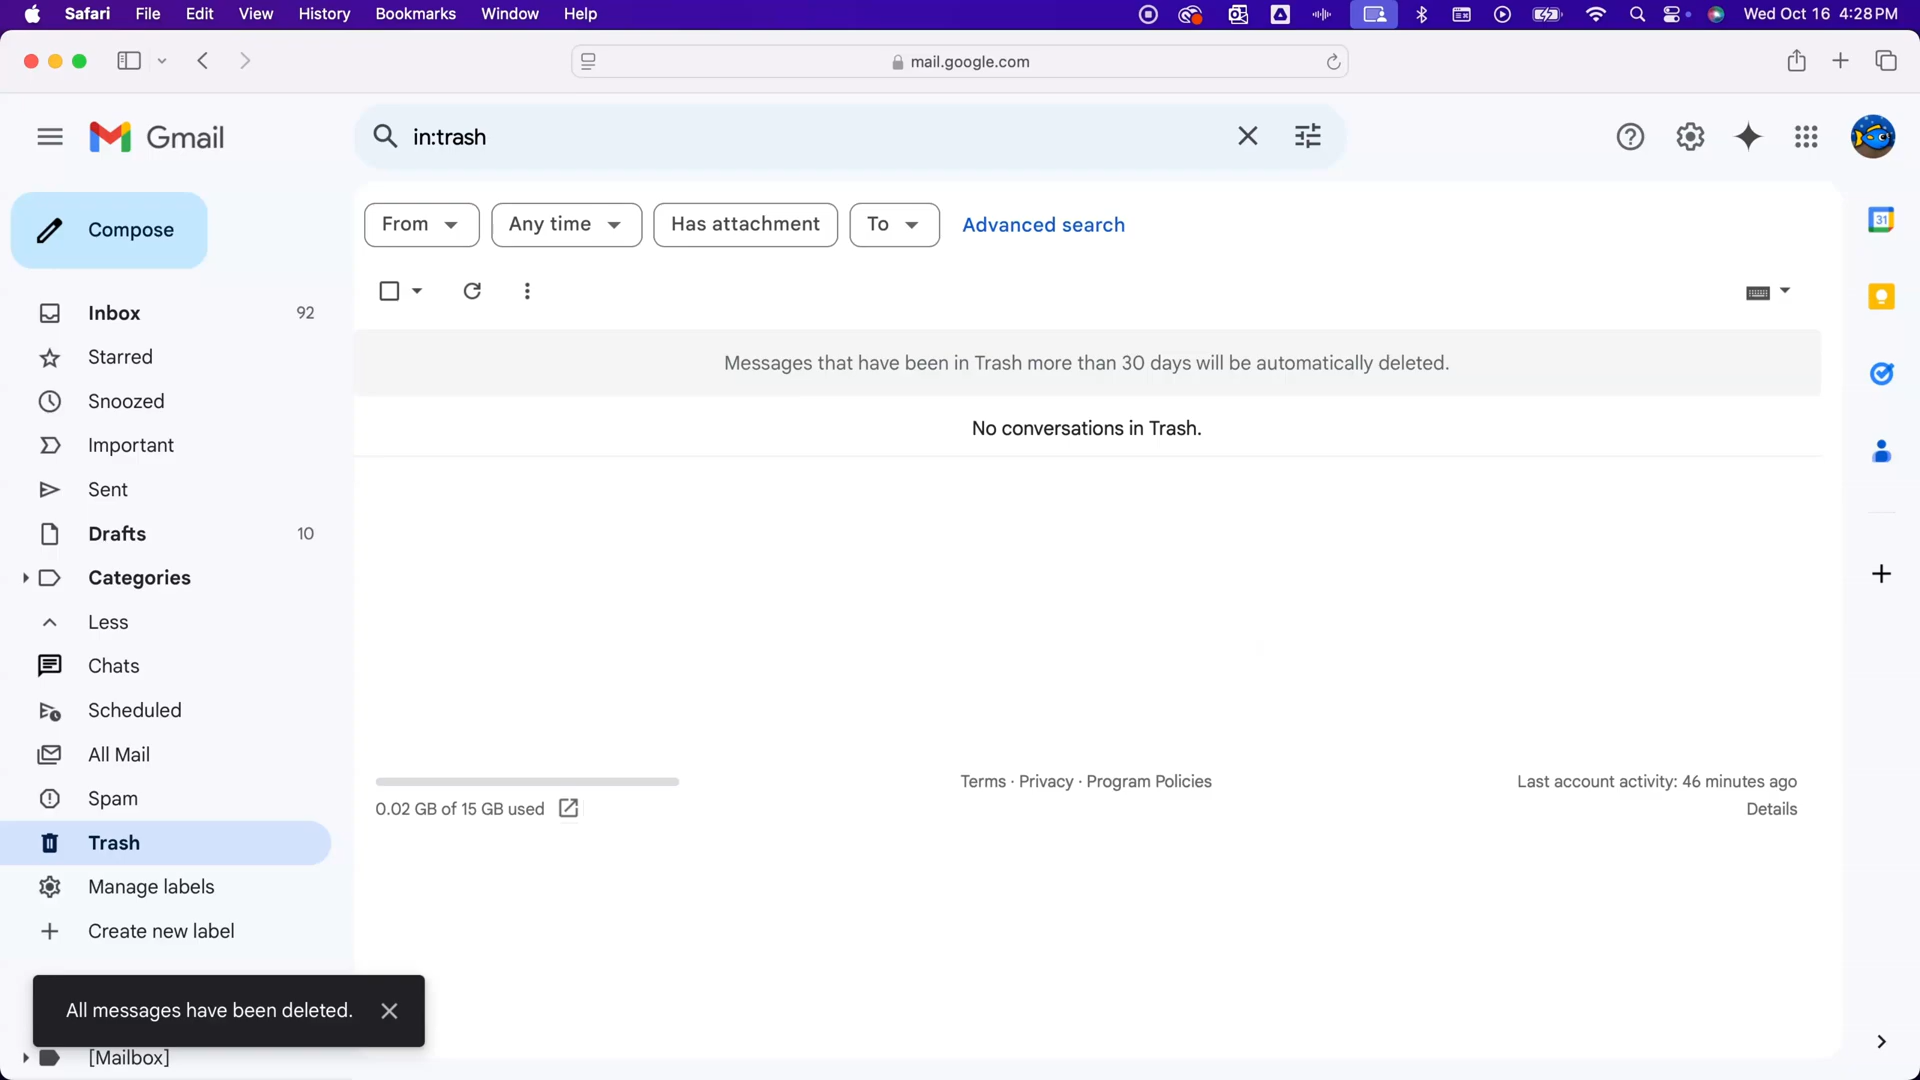 Safari File Edit View History Bookmarks Window Help Wed Oct 16 4:28 PM
mail.google.com
Gmail
in:trash
Compose
From Any time Has attachment To Advanced search
31
Inbox 92
Starred
Snoozed
Important
Sent
Drafts 10
Categories
Less
Chats
Scheduled
All Mail
Spam
Trash
Manage labels
Create new label
[Mailbox]
Messages that have been in Trash more than 30 days will be automatically deleted.
No conversations in Trash.
0.02 GB of 15 GB used
Terms · Privacy · Program Policies
Last account activity: 46 minutes ago
Details
All messages have been deleted.